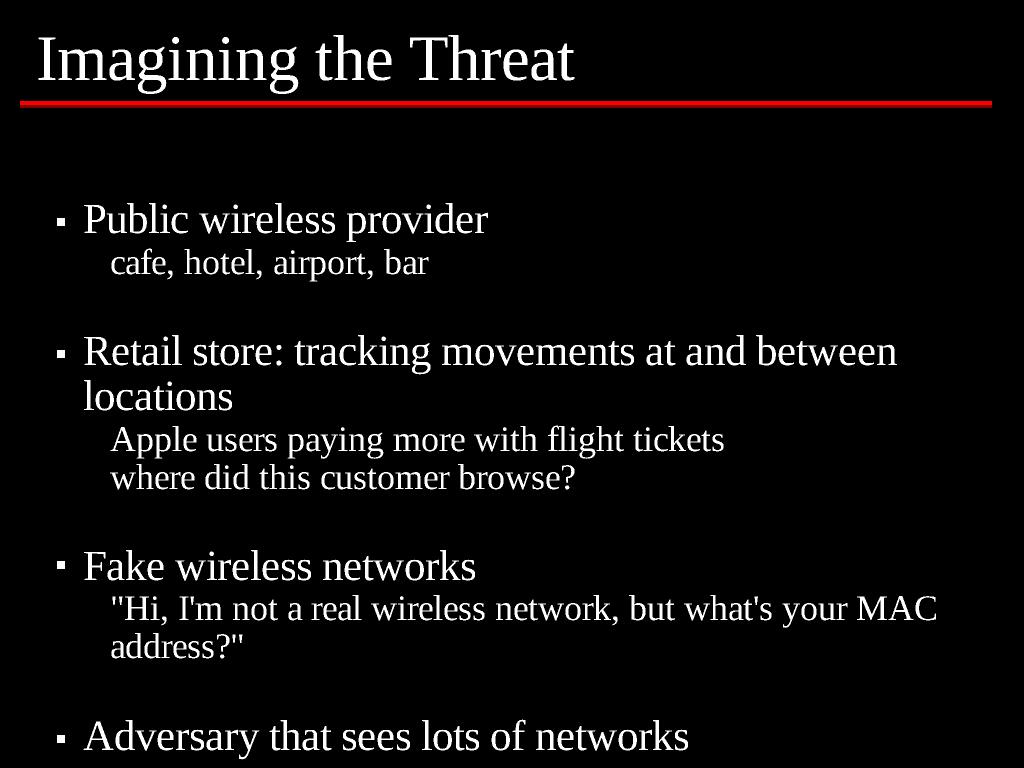 Imagining the Threat
▪ Public wireless provider
cafe, hotel, airport, bar
▪ Retail store: tracking movements at and between
locations
Apple users paying more with flight tickets
where did this customer browse?
▪ Fake wireless networks
"Hi, I'm not a real wireless network, but what's your MAC
address?"
▪ Adversary that sees lots of networks